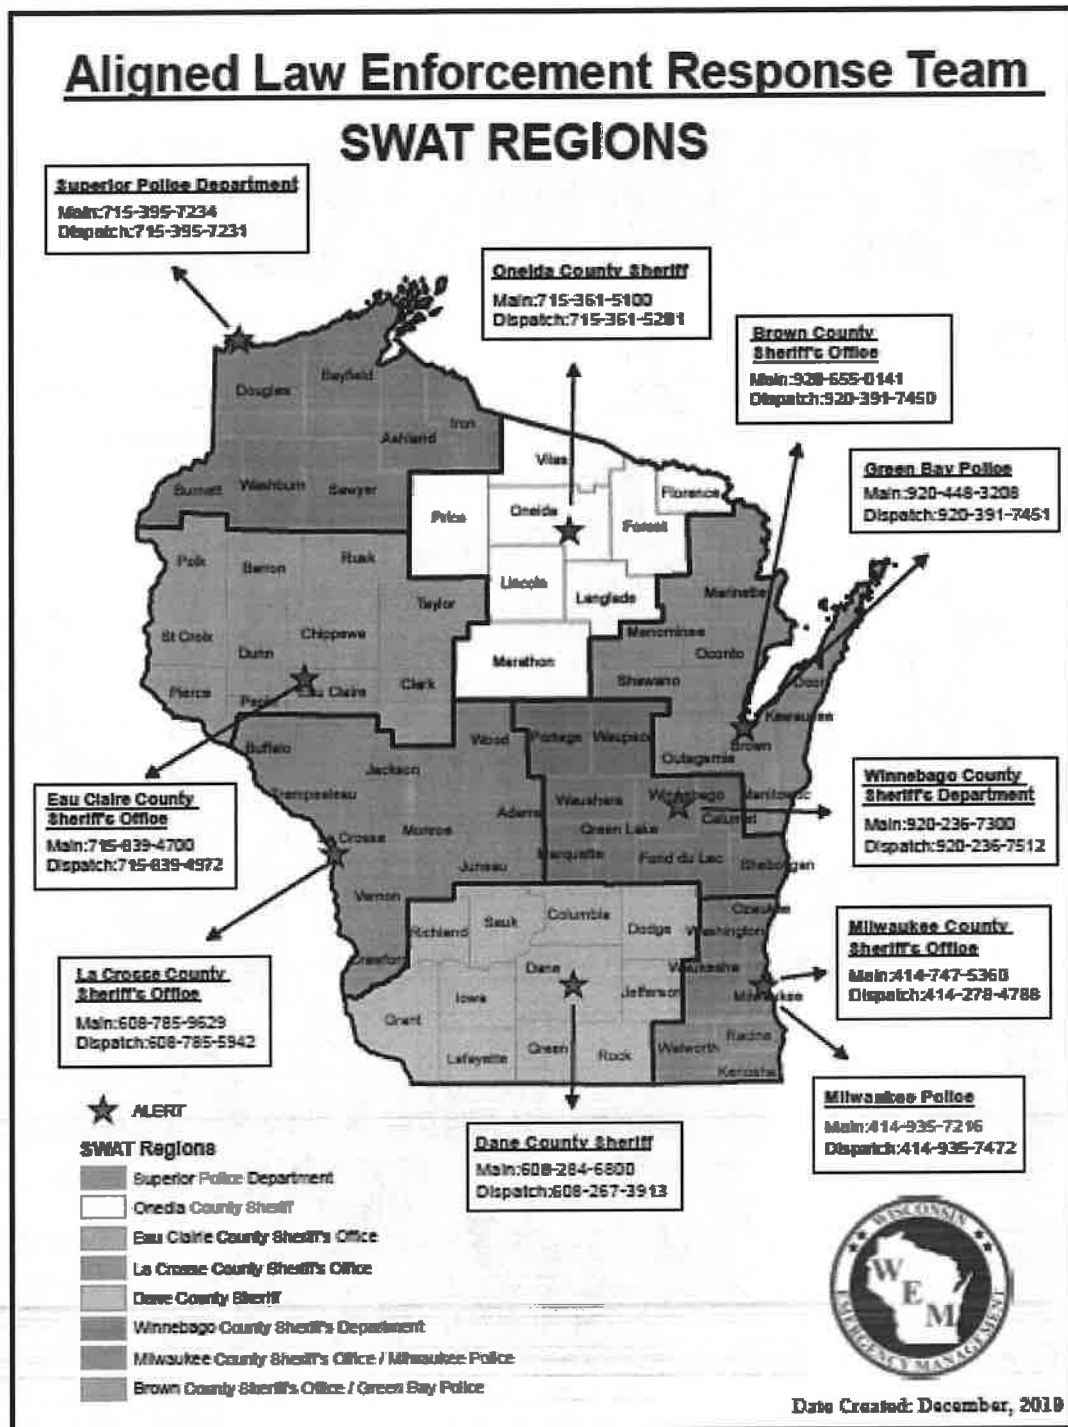 Aligned Law Enforcement Response Team
SWAT REGIONS
Superior Police Department
Main:715-395-7234
Dispatch:715-395-7231
Oneida County Sheriff
Main:715-361-5100
Dispatch:715-361-5201
Brown County
Sheriff's Office
Main:920-655-0141
Dispatch:920-391-7450
Green Bay Police
Main:920-448-3208
Dispatch:920-391-7451
Douglas
Bayfield
Iron
Ashland
Burnett
Washburn
Sawyer
Vilas
Florence
Price
Oneida
Forest
Polk
Barron
Rusk
Lincoln
Langlade
Taylor
Marinette
St Croix
Chippewa
Menominee
Oconto
Dunn
Marathon
Shawano
Pierce
Pepin
Eau Claire
Clark
Door
Kewaunee
Brown
Buffalo
Wood
Portage
Waupaca
Outagamie
Jackson
Trempealeau
Waushara
Winnebago
Manitowoc
Calumet
Adams
Monroe
Green Lake
Crosse
Juneau
Marquette
Fond du Lac
Sheboygan
Vernon
Eau Claire County
Sheriff's Office
Main:715-839-4700
Dispatch:715-839-4972
Winnebago County
Sheriff's Department
Main:920-236-7300
Dispatch:920-236-7512
Richland
Sauk
Columbia
Dodge
Ozaukee
Washington
Crawford
Dane
Waukesha
Iowa
Jefferson
Milwaukee
Grant
Lafayette
Green
Rock
Walworth
Racine
Kenosha
La Crosse County
Sheriff's Office
Main:608-785-9629
Dispatch:608-785-5942
Milwaukee County
Sheriff's Office
Main:414-747-5360
Dispatch:414-278-4788
Milwaukee Police
Main:414-935-7216
Dispatch:414-935-7472
Dane County Sheriff
Main:608-284-6800
Dispatch:608-267-3913
ALERT
SWAT Regions
Superior Police Department
Onedia County Sheriff
Eau Clairie County Sheriff's Office
La Crosse County Sheriff's Office
Dane County Sheriff
Winnebago County Sheriff's Department
Milwaukee County Sheriff's Office / Milwaukee Police
Brown County Sheriff's Office / Green Bay Police
WISCONSIN
WEM
EMERGENCY MANAGEMENT
Date Created: December, 2019